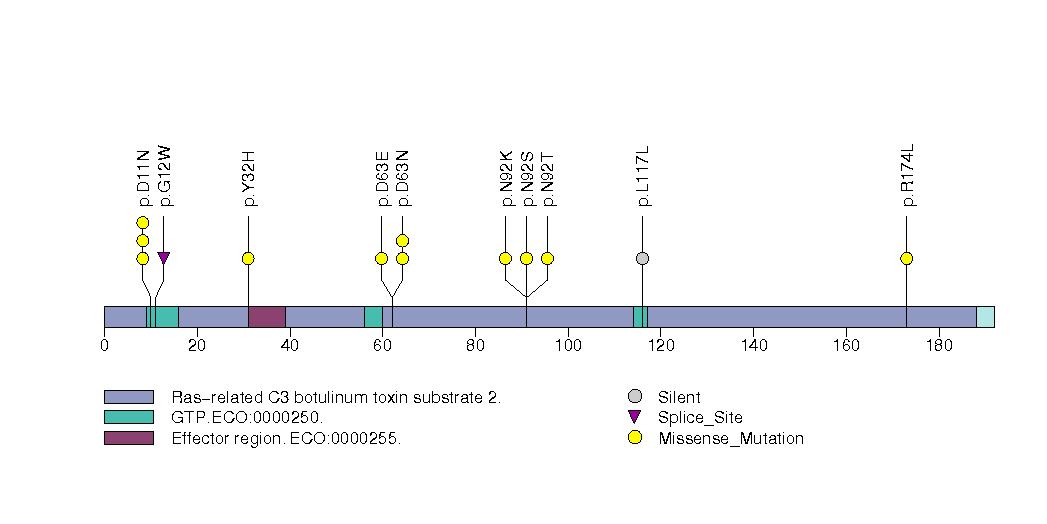 p.D11N
p.G12W
p.Y32H
p.D63E
p.D63N
p.N92K
p.N92S
p.N92T
p.L117L
p.R174L
0 20 40 60 80 100 120 140 160 180
Ras-related C3 botulinum toxin substrate 2.
GTP.ECO:0000250.
Effector region. ECO:0000255.
Silent
Splice_Site
Missense_Mutation